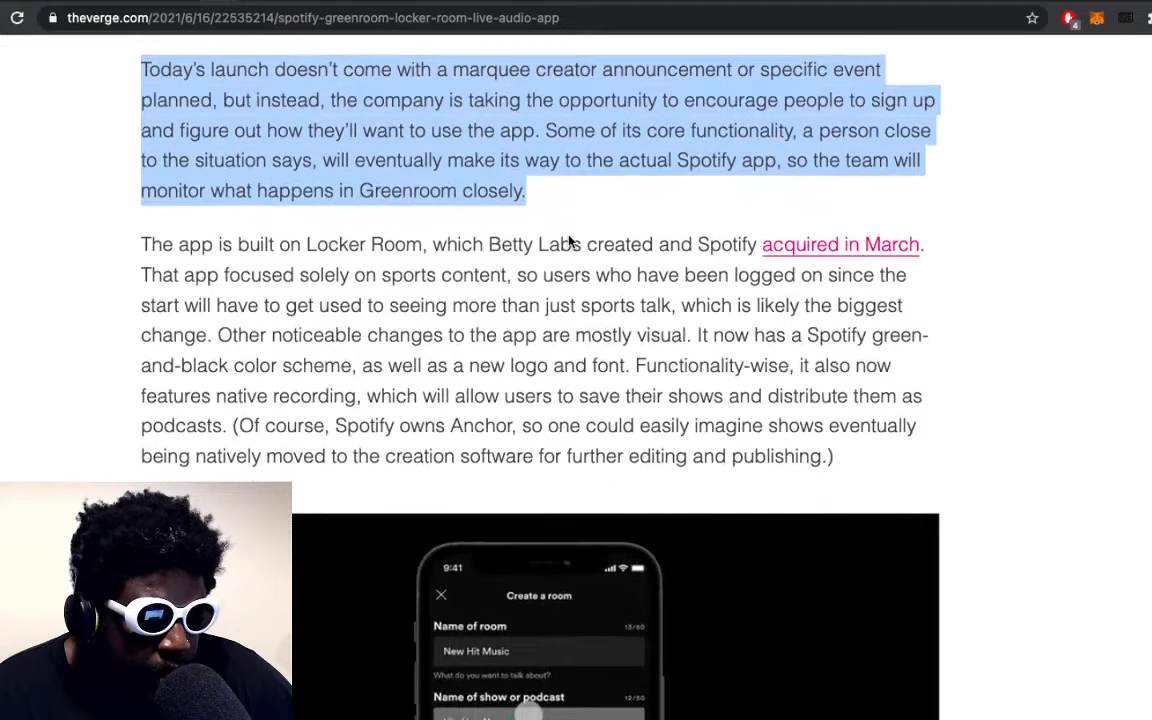 theverge.com/2021/6/16/22535214/spotify-greenroom-locker-room-live-audio-app
4
Today's launch doesn't come with a marquee creator announcement or specific event
planned, but instead, the company is taking the opportunity to encourage people to sign up
and figure out how they'll want to use the app. Some of its core functionality, a person close
to the situation says, will eventually make its way to the actual Spotify app, so the team will
monitor what happens in Greenroom closely.
The app is built on Locker Room, which Betty Labs created and Spotify acquired in March.
That app focused solely on sports content, so users who have been logged on since the
start will have to get used to seeing more than just sports talk, which is likely the biggest
change. Other noticeable changes to the app are mostly visual. It now has a Spotify green-
and-black color scheme, as well as a new logo and font. Functionality-wise, it also now
features native recording, which will allow users to save their shows and distribute them as
podcasts. (Of course, Spotify owns Anchor, so one could easily imagine shows eventually
being natively moved to the creation software for further editing and publishing.)
9:41
Create a room
Name of room 13/50
New Hit Music
What do you want to talk about?
Name of show or podcast 12/50